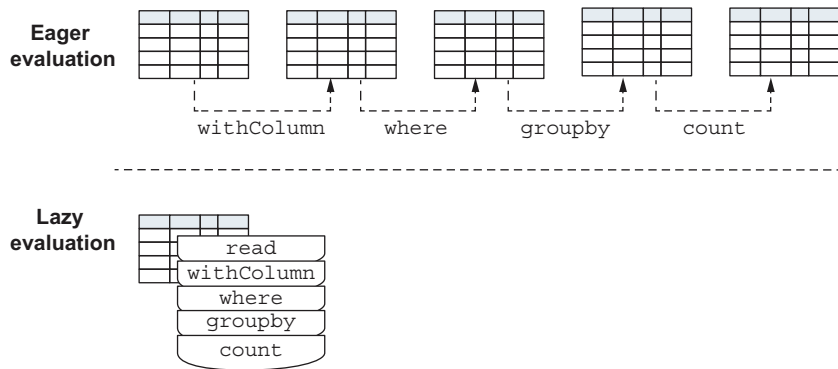 Eager
evaluation
withColumn
where
groupby
count
Lazy
evaluation
read
withColumn
where
groupby
count